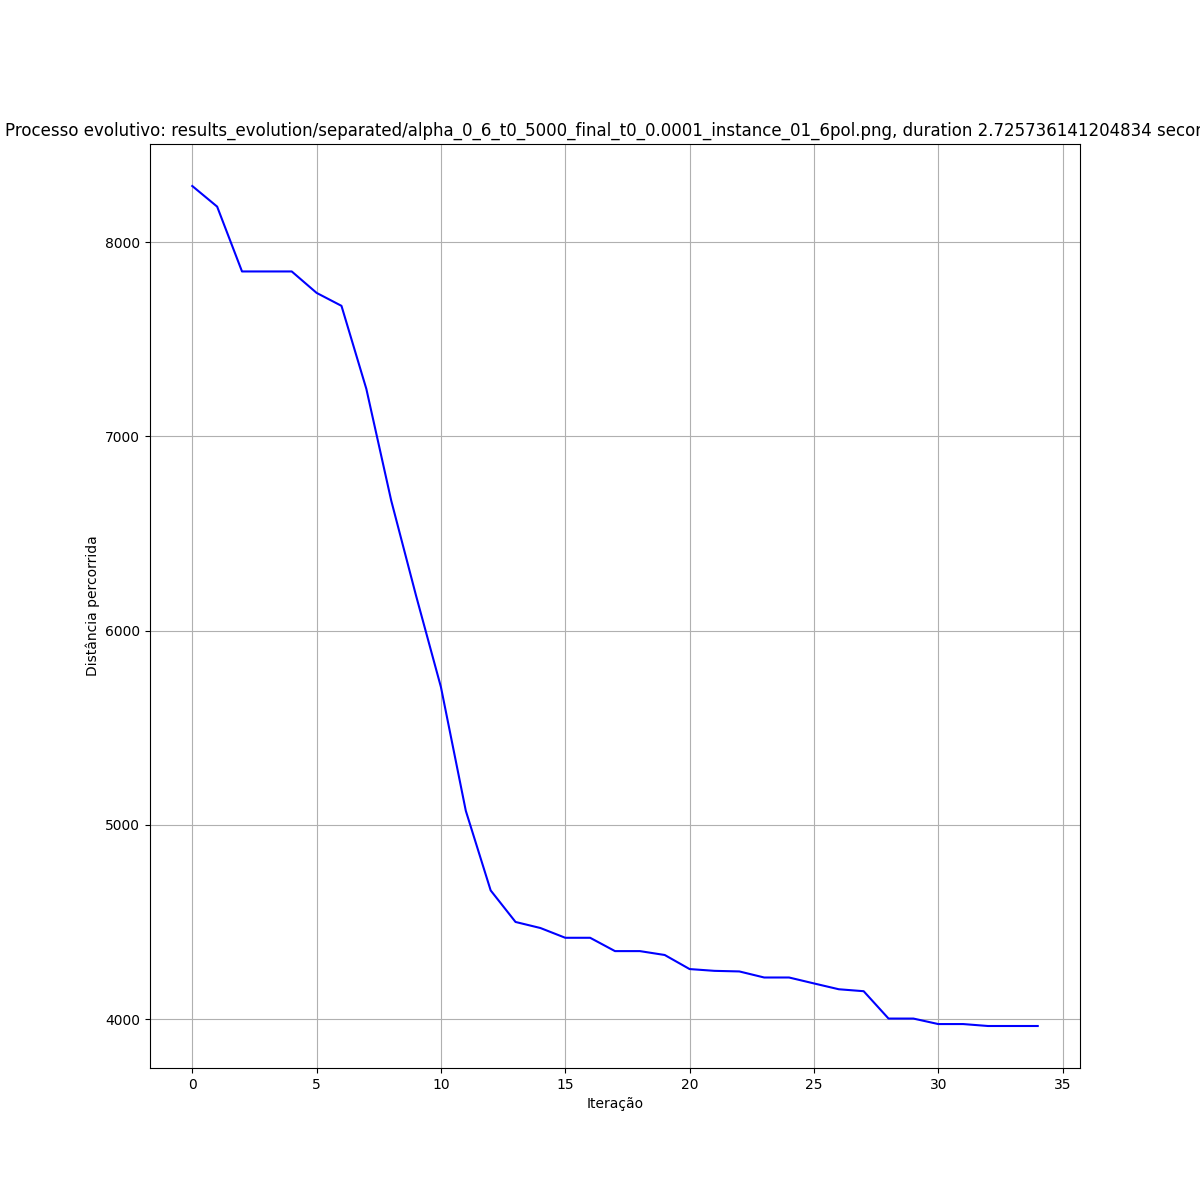 Processo evolutivo: results_evolution/separated/alpha_0_6_t0_5000_final_t0_0.0001_instance_01_6pol.png, duration 2.725736141204834
8000
7000
6000
5000
4000
Distância percorrida
0 5 10 15 20 25 30 35
Iteração